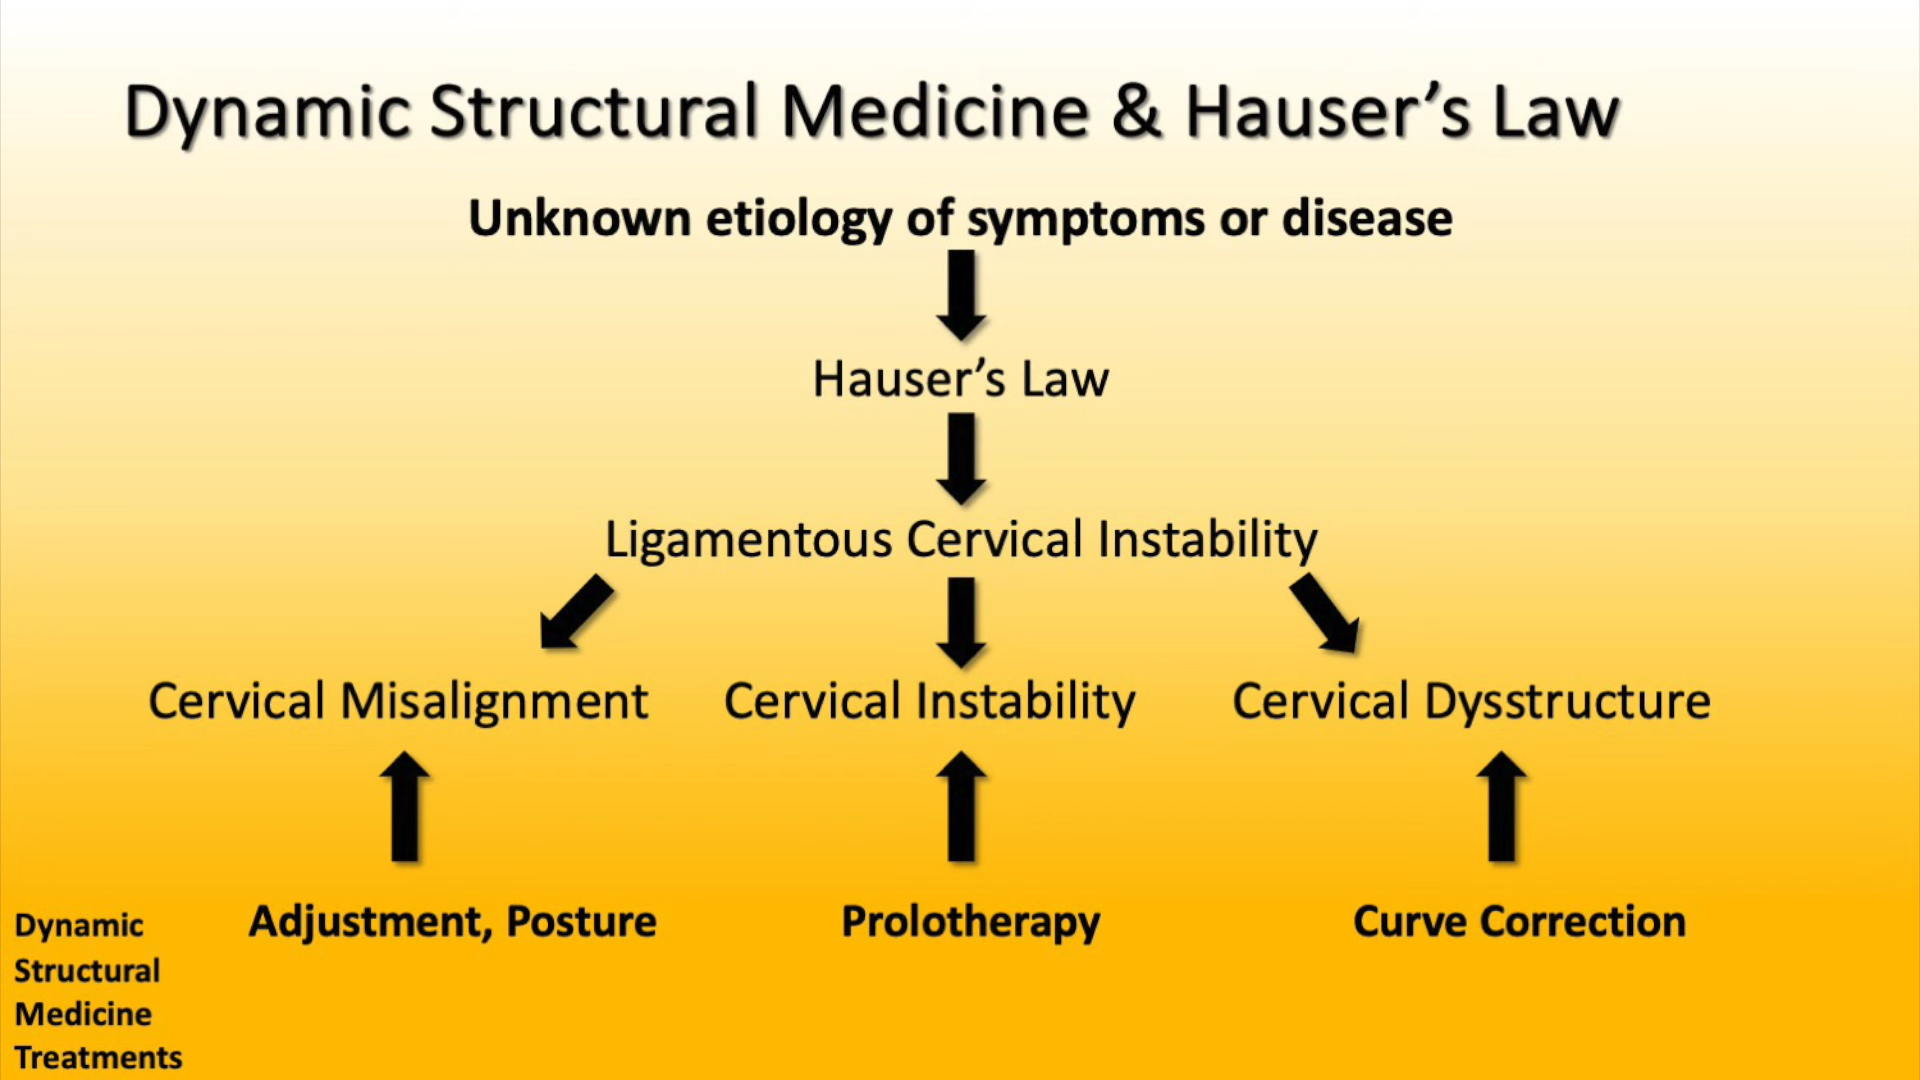 Dynamic Structural Medicine & Hauser’s Law
Unknown etiology of symptoms or disease
Hauser’s Law
Ligamentous Cervical Instability
Cervical Misalignment
Cervical Instability
Cervical Dysstructure
Adjustment, Posture
Prolotherapy
Curve Correction
Dynamic
Structural
Medicine
Treatments